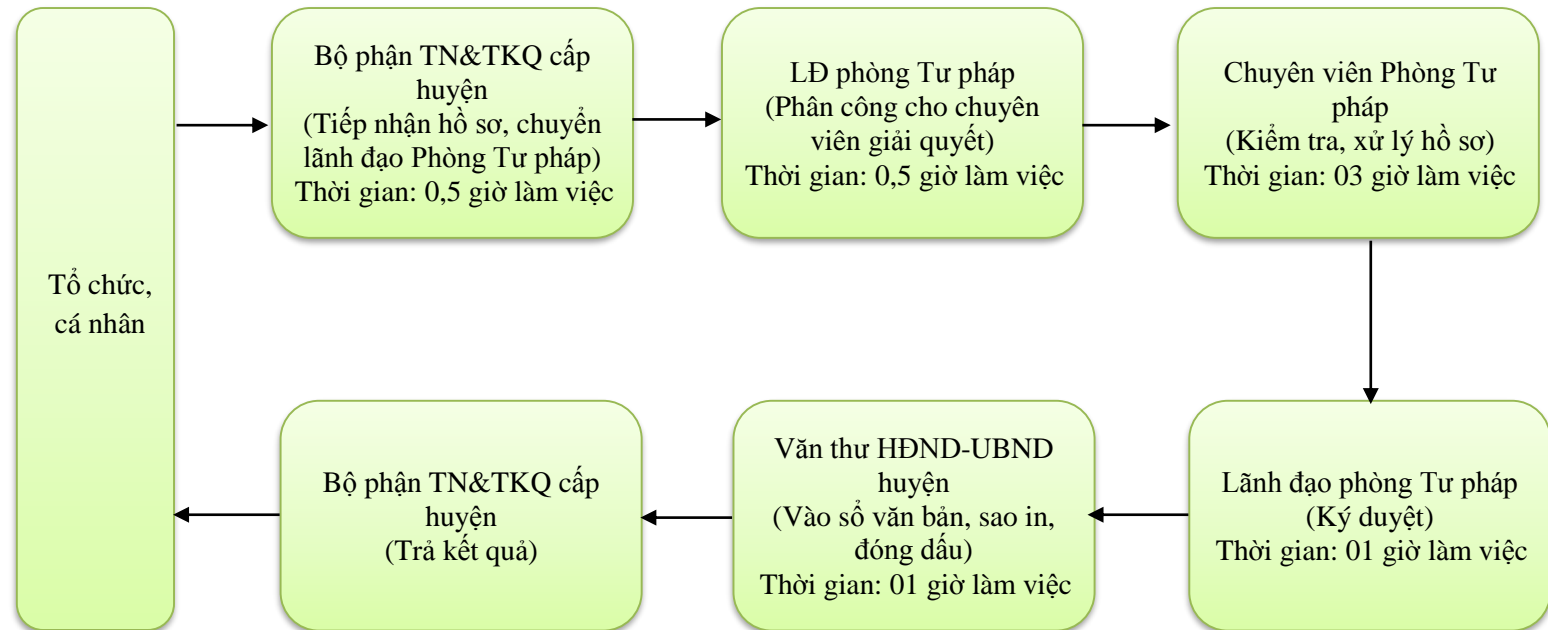 Tổ chức,
cá nhân
Bộ phận TN&TKQ cấp
huyện
(Tiếp nhận hồ sơ, chuyển
lãnh đạo Phòng Tư pháp)
Thời gian: 0,5 giờ làm việc
LĐ phòng Tư pháp
(Phân công cho chuyên
viên giải quyết)
Thời gian: 0,5 giờ làm việc
Chuyên viên Phòng Tư
pháp
(Kiểm tra, xử lý hồ sơ)
Thời gian: 03 giờ làm việc
Lãnh đạo phòng Tư pháp
(Ký duyệt)
Thời gian: 01 giờ làm việc
Văn thư HĐND-UBND
huyện
(Vào sổ văn bản, sao in,
đóng dấu)
Thời gian: 01 giờ làm việc
Bộ phận TN&TKQ cấp
huyện
(Trả kết quả)